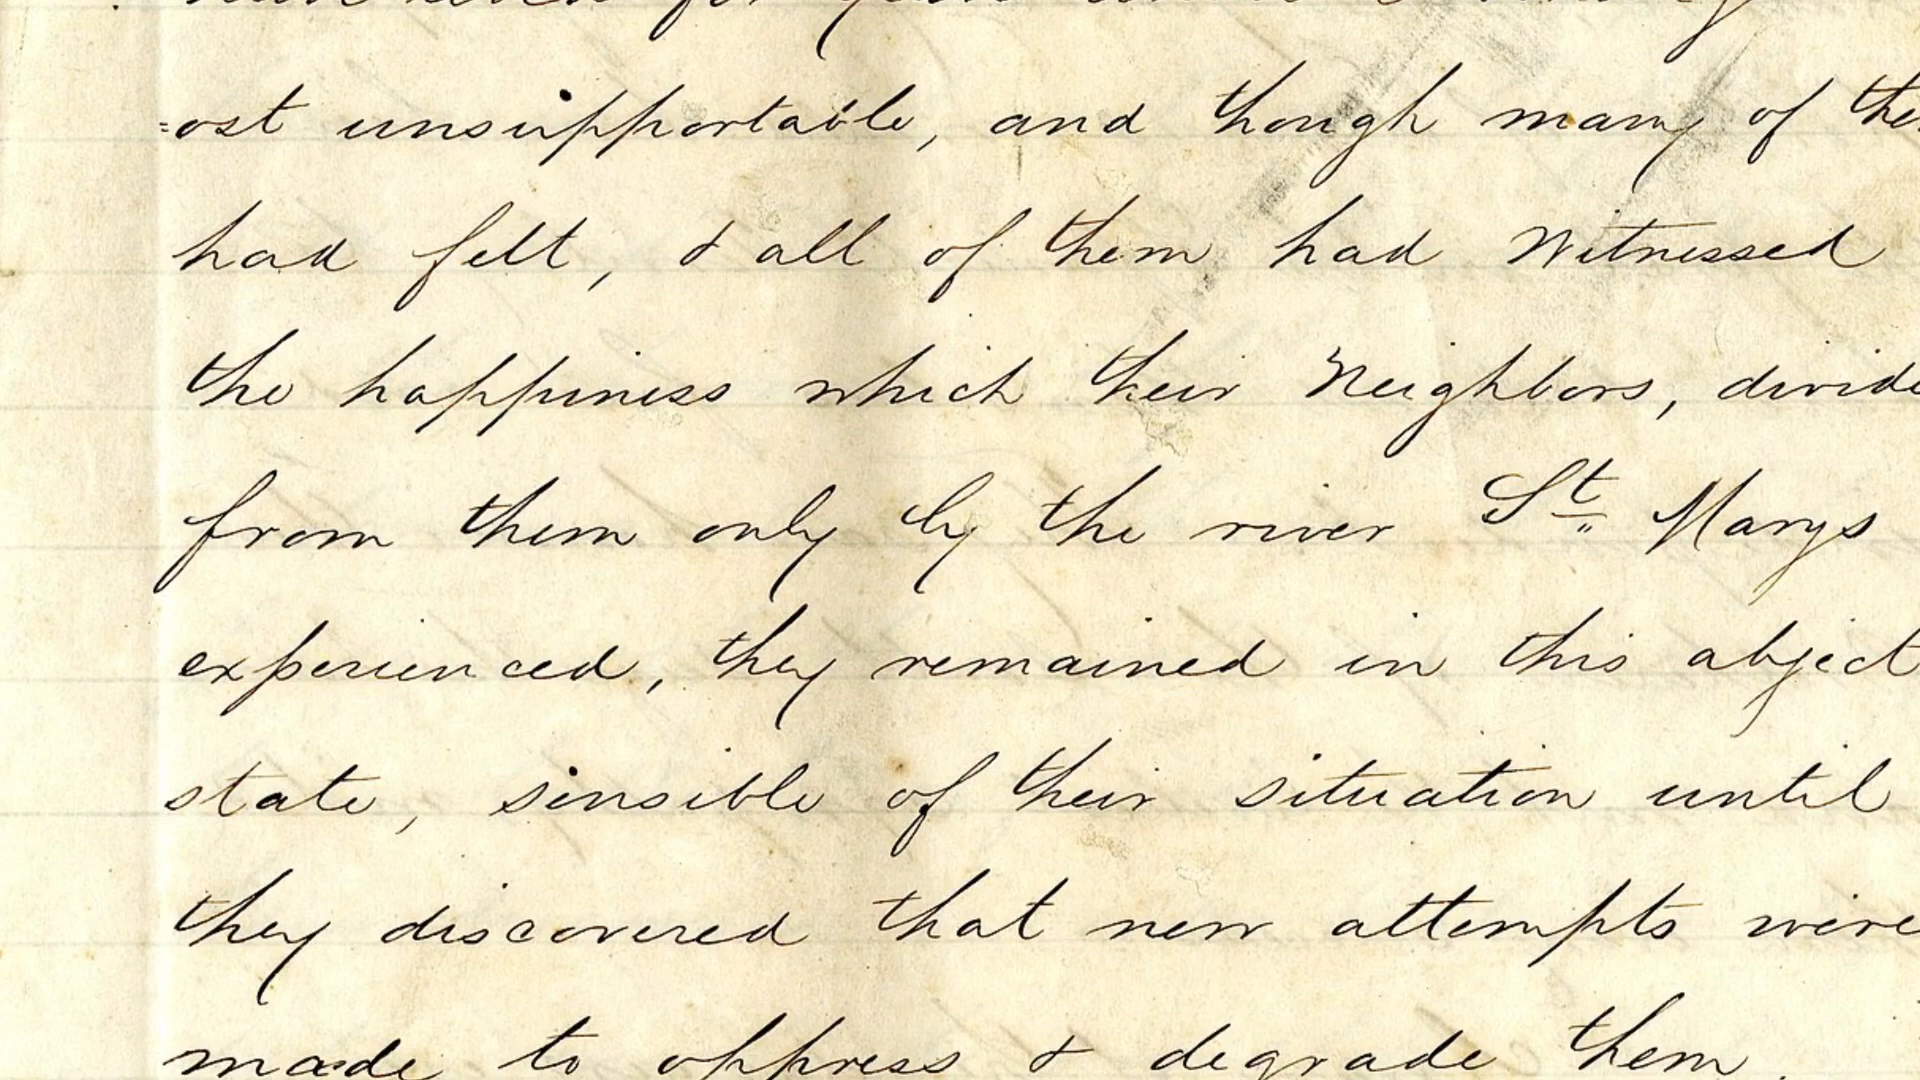 =ost unsupportable, and though many of the
had felt, & all of them had Witnessed
the happiness which their Neighbors, divide
from them only by the river St Marys
experienced, they remained in this abject
state, sensible of their situation until
they discovered that new attempts were
made to oppress & degrade them.